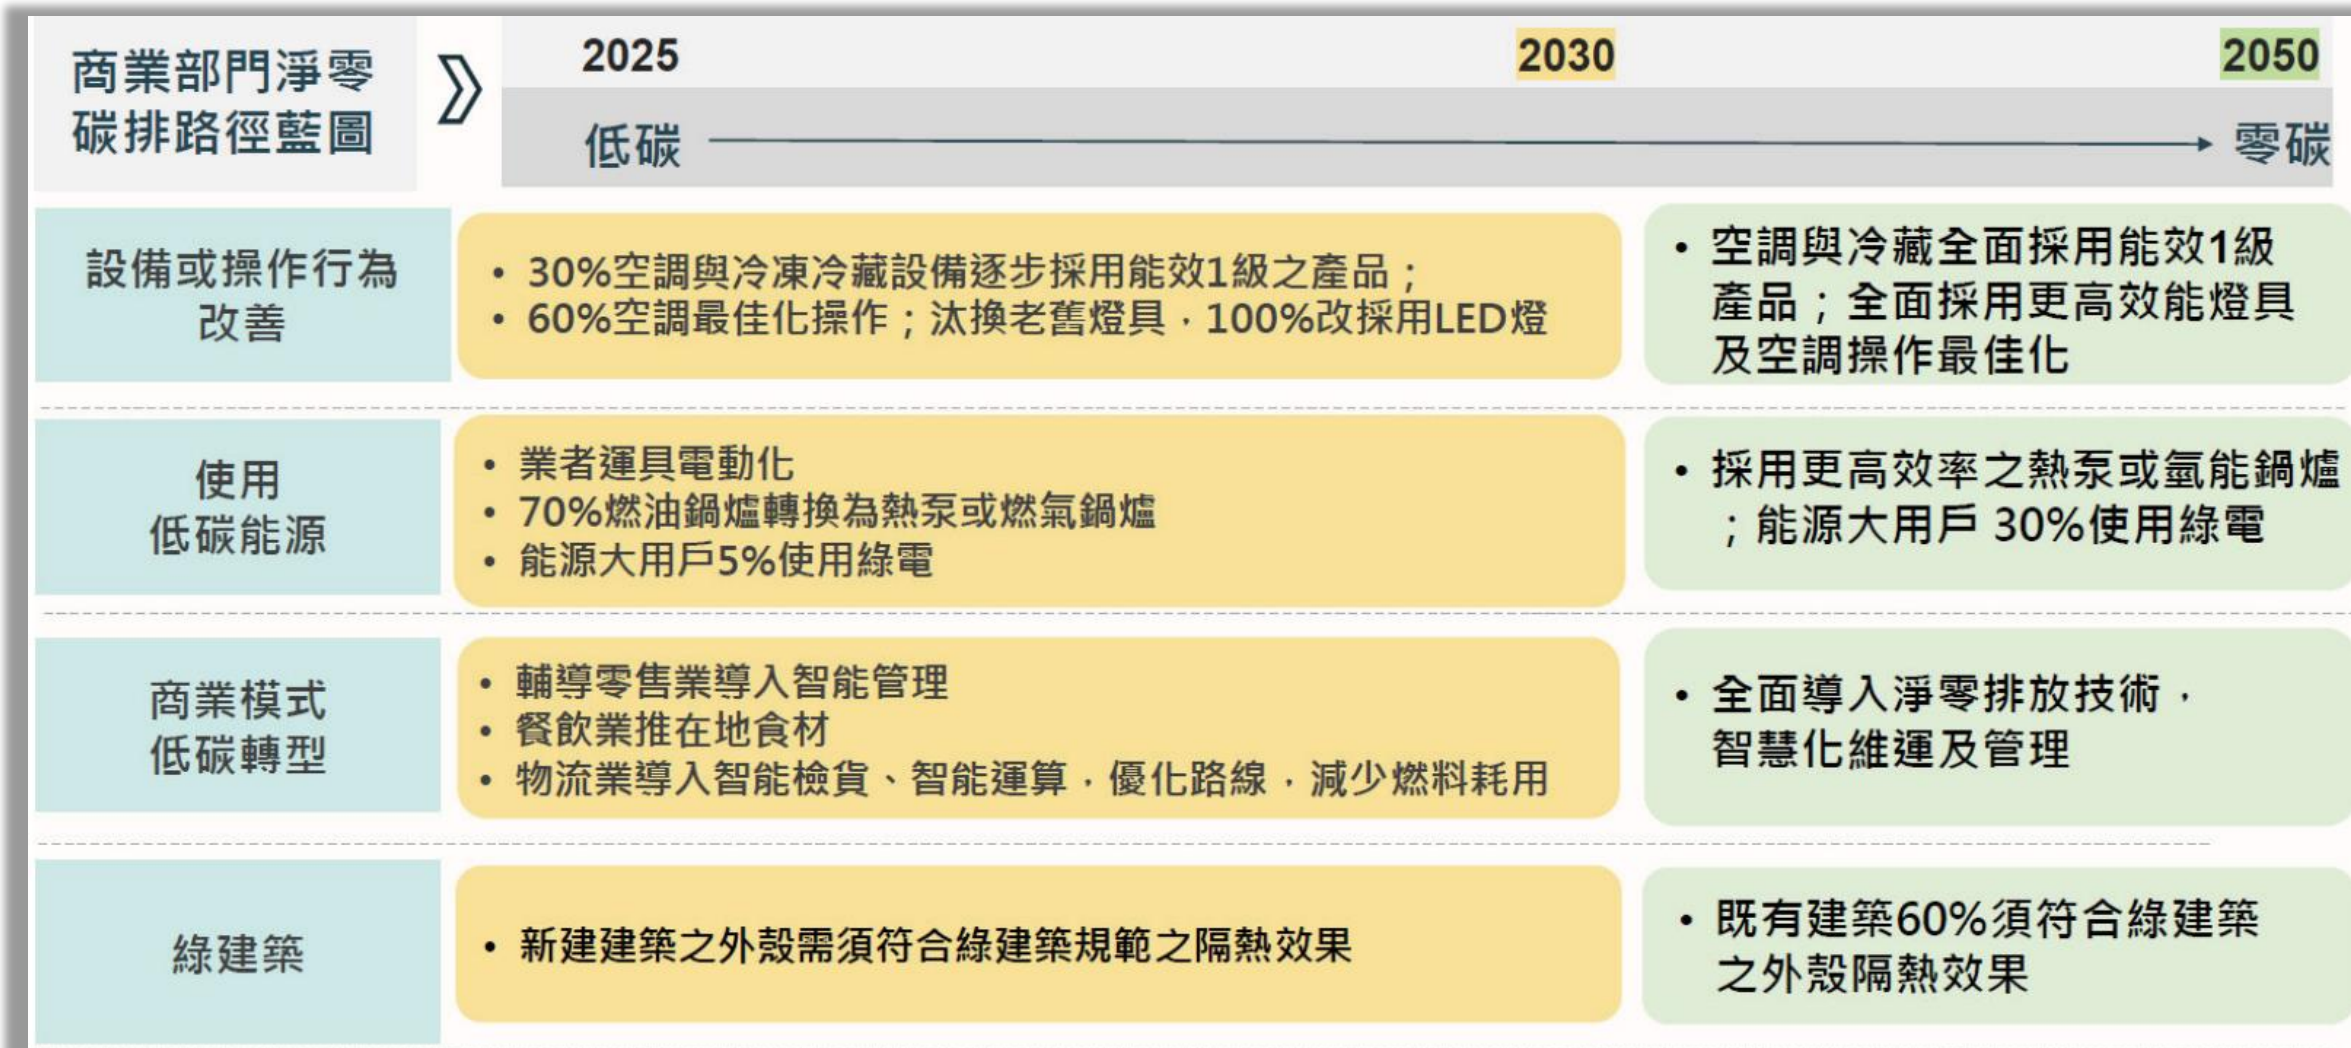 商業部門淨零
碳排路徑藍圖
2025
2030
2050
低碳
零碳
設備或操作行為
改善
• 30%空調與冷凍冷藏設備逐步採用能效1級之產品；
• 60%空調最佳化操作；汰換老舊燈具，100%改採用LED燈
• 空調與冷藏全面採用能效1級
產品；全面採用更高效能燈具
及空調操作最佳化
使用
低碳能源
• 業者運具電動化
• 70%燃油鍋爐轉換為熱泵或燃氣鍋爐
• 能源大用戶5%使用綠電
• 採用更高效率之熱泵或氫能鍋爐
；能源大用戶 30%使用綠電
商業模式
低碳轉型
• 輔導零售業導入智能管理
• 餐飲業推在地食材
• 物流業導入智能檢貨、智能運算，優化路線，減少燃料耗用
• 全面導入淨零排放技術，
智慧化維運及管理
綠建築
• 新建建築之外殼需須符合綠建築規範之隔熱效果
• 既有建築60%須符合綠建築
之外殼隔熱效果